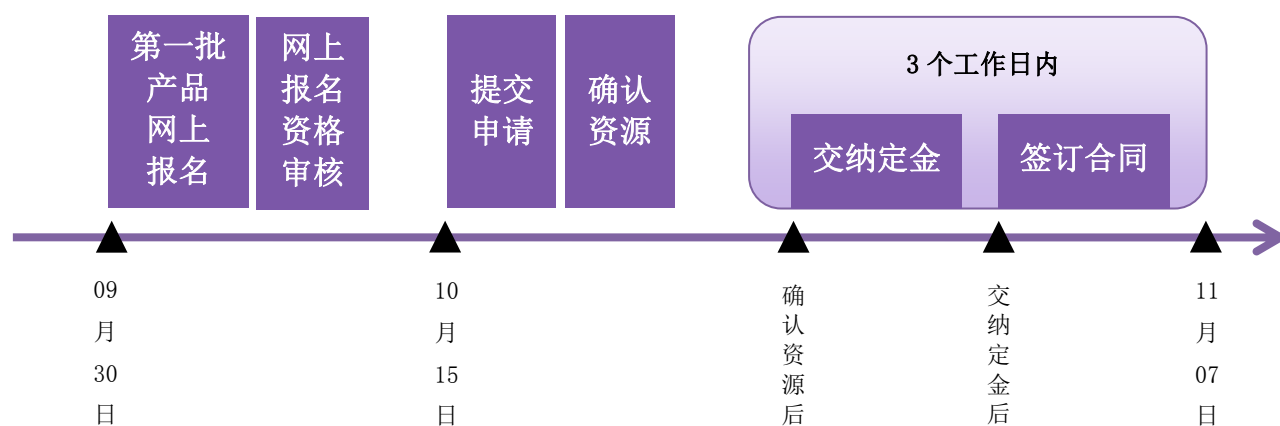 第一批
产品
网上
报名
网上
报名
资格
审核
提交
申请
确认
资源
3 个工作日内
交纳定金
签订合同
09
月
30
日
10
月
15
日
确
认
资
源
后
交
纳
定
金
后
11
月
07
日